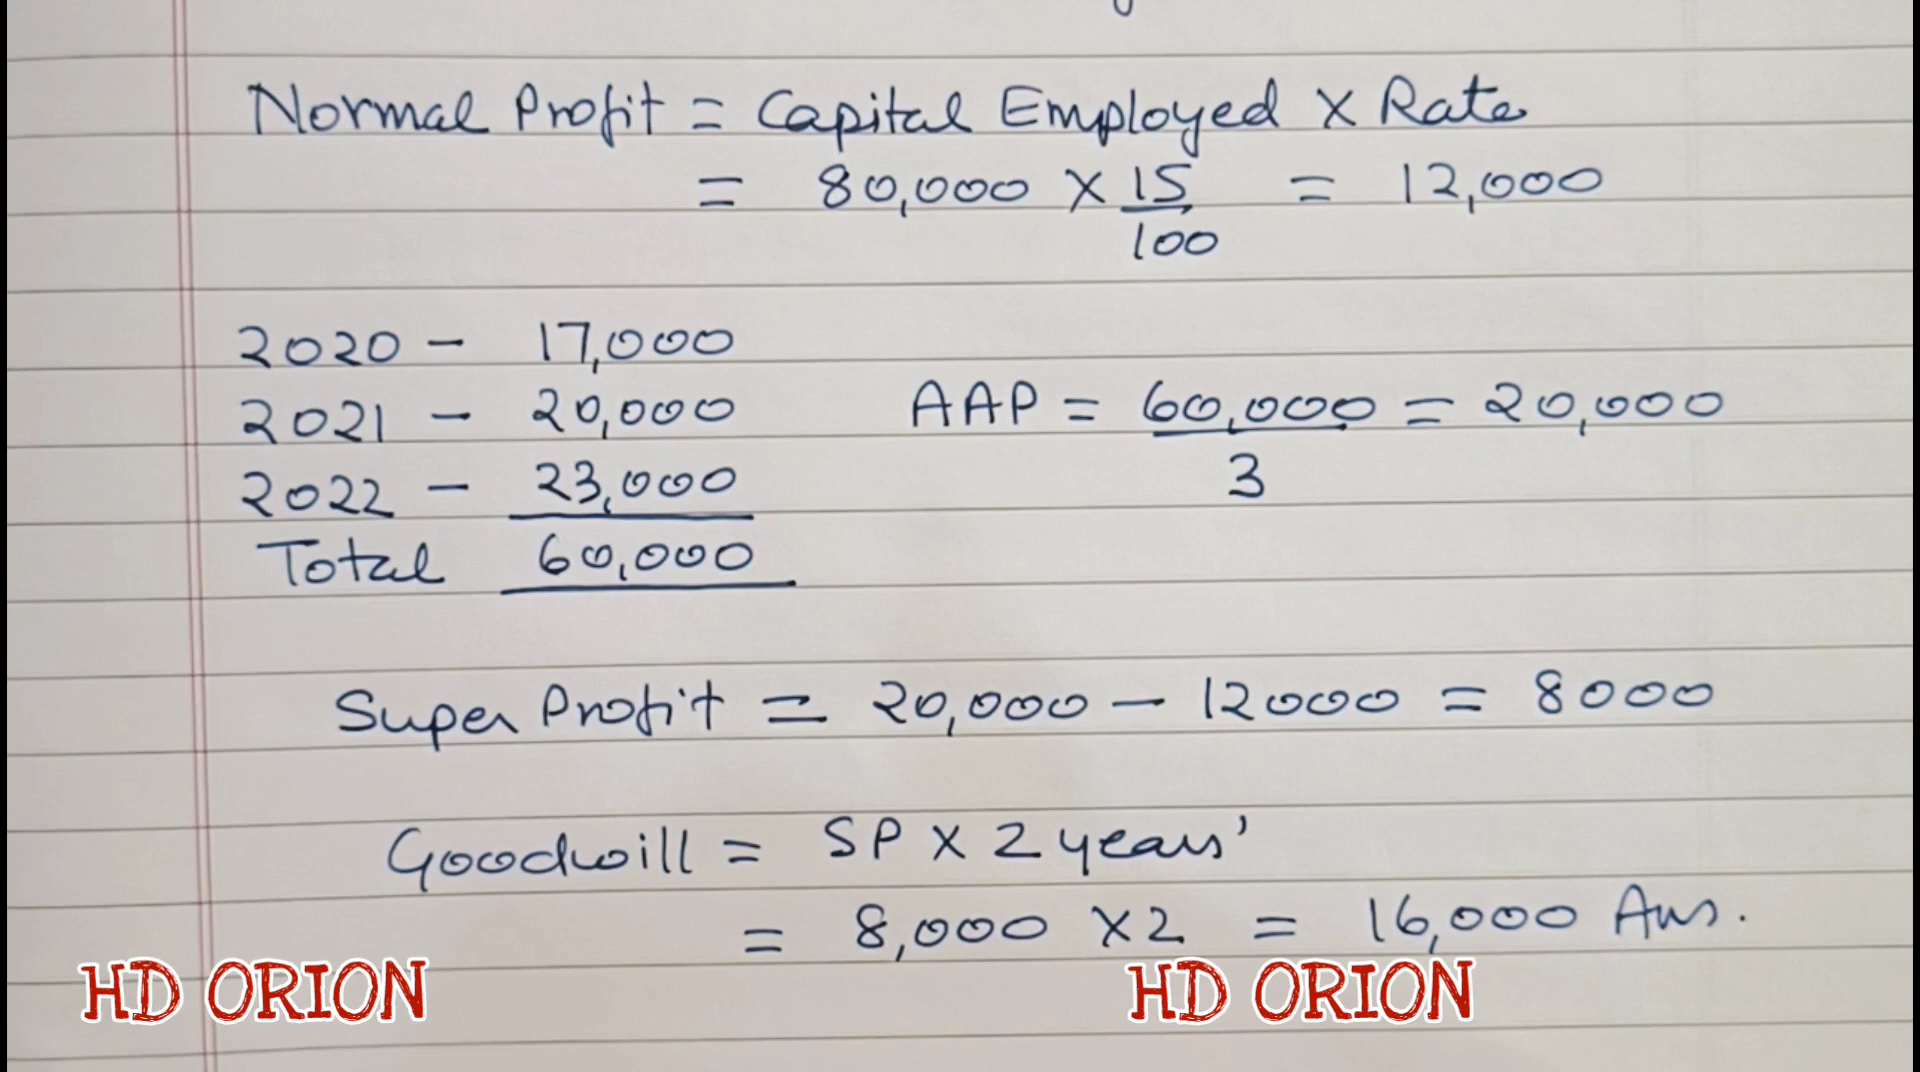 Normal Profit = Capital Employed X Rate
= 80,000 X 15/100 = 12,000
2020 - 17,000
2021 - 20,000
2022 - 23,000
Total 60,000
AAP = 60,000/3 = 20,000
Super Profit = 20,000 - 12000 = 8000
Goodwill = SP X 2 years'
= 8,000 X 2 = 16,000 Ans.
HD ORION HD ORION